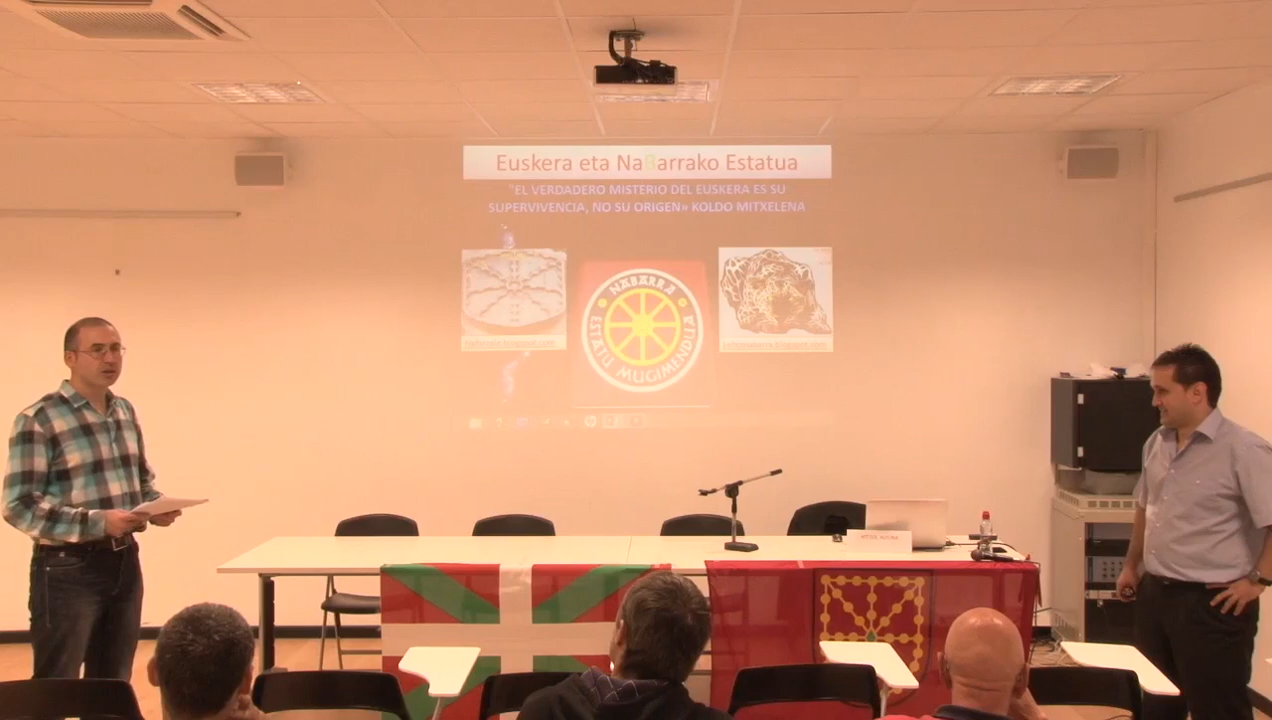 Euskera eta NaBarrako Estatua
"EL VERDADERO MISTERIO DEL EUSKERA ES SU
SUPERVIVENCIA, NO SU ORIGEN» KOLDO MITXELENA
NABARRA
ESTATU MUGIMENDUA